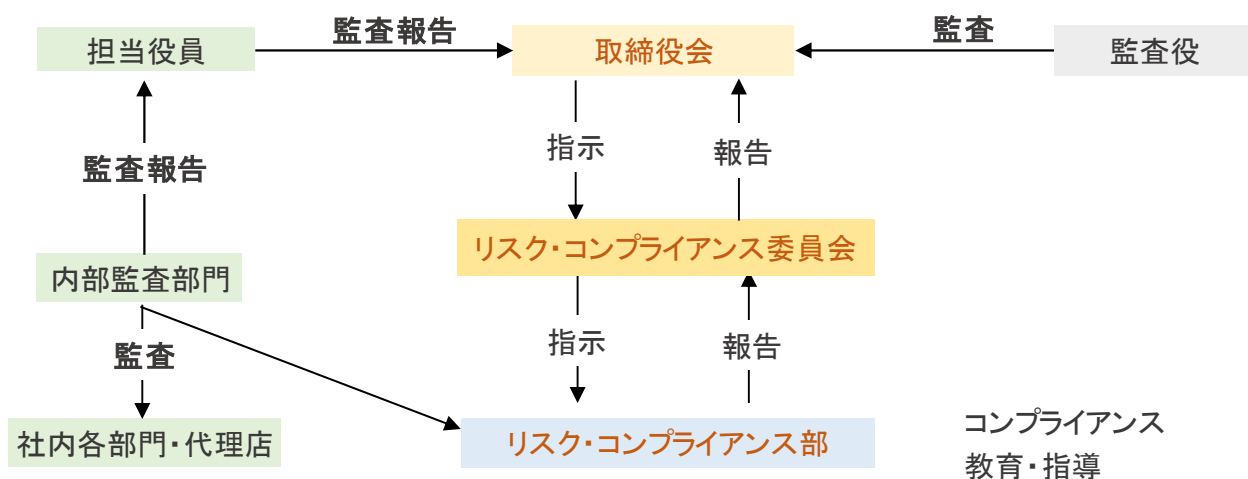 監査報告
監査
担当役員
取締役会
監査役
指示
報告
監査報告
リスク・コンプライアンス委員会
内部監査部門
指示
報告
監査
コンプライアンス
教育・指導
社内各部門・代理店
リスク・コンプライアンス部